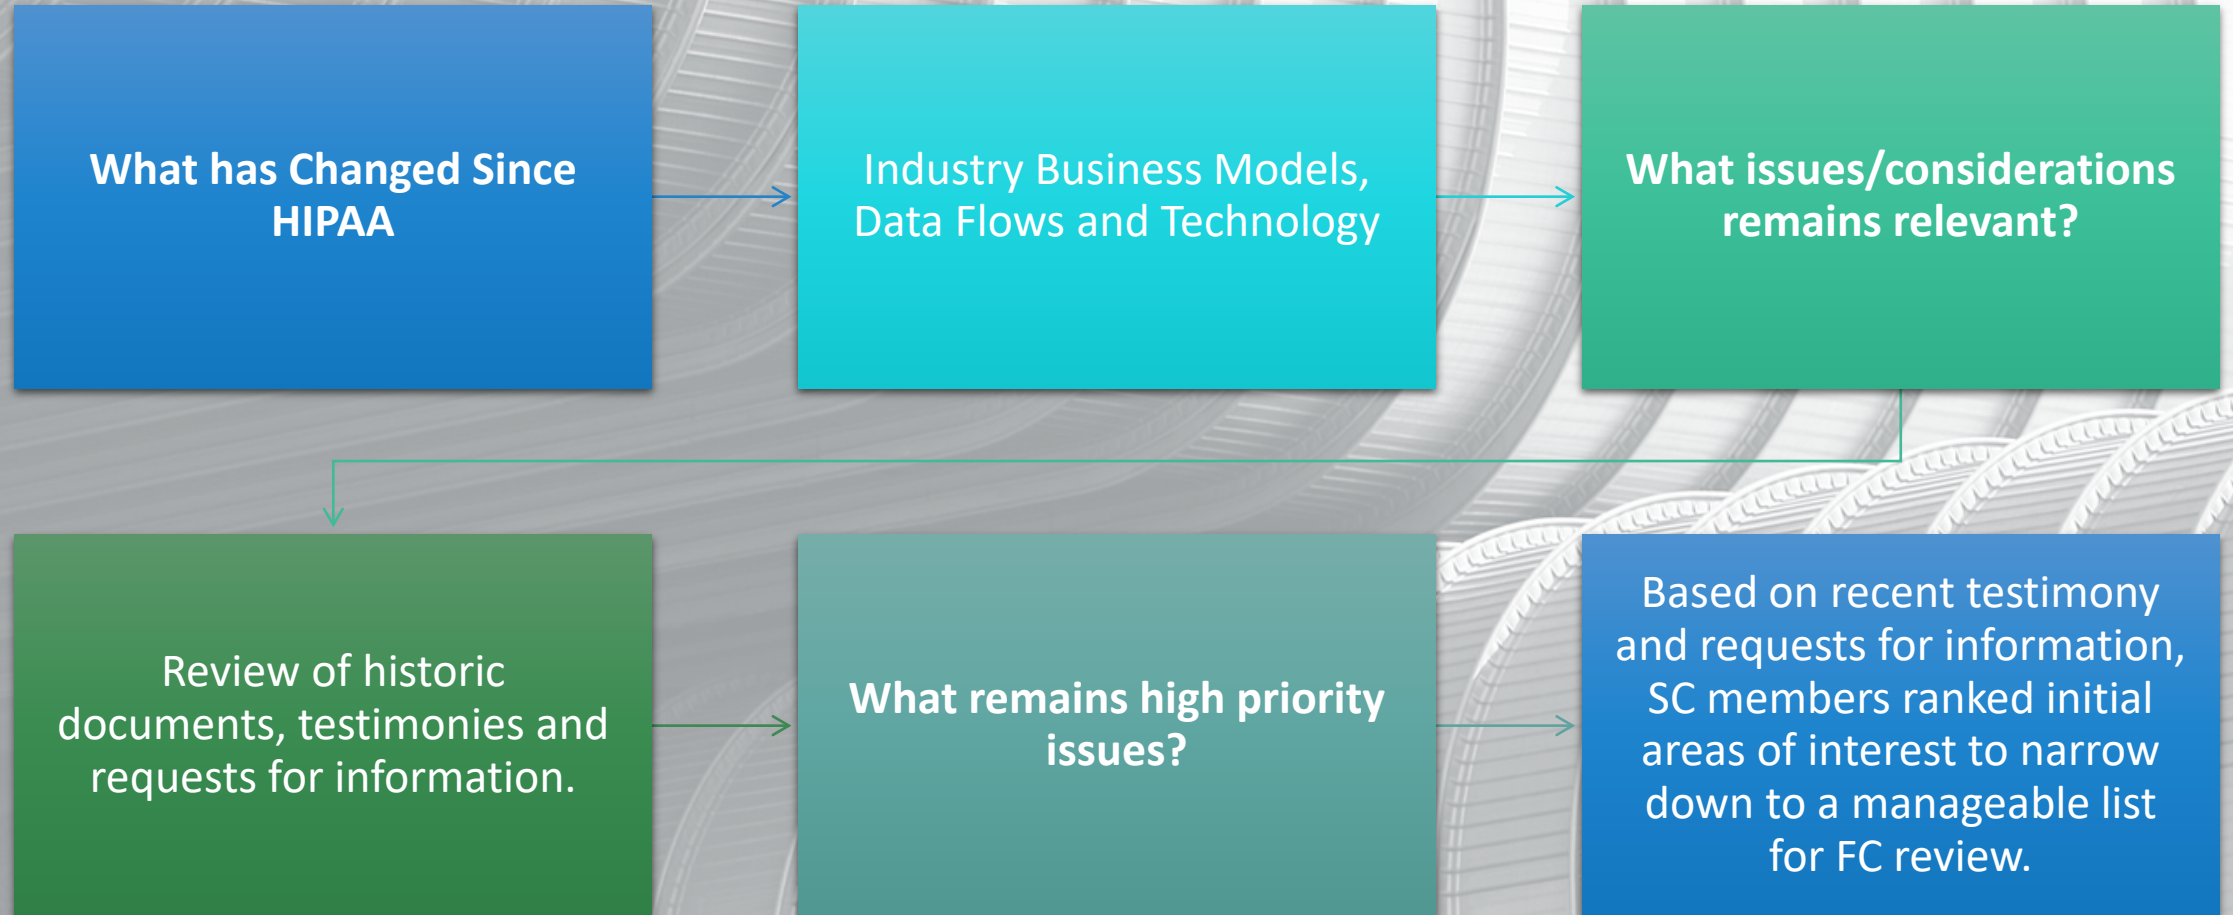 What has Changed Since
HIPAA
Industry Business Models,
Data Flows and Technology
What issues/considerations
remains relevant?
Review of historic
documents, testimonies and
requests for information.
What remains high priority
issues?
Based on recent testimony
and requests for information,
SC members ranked initial
areas of interest to narrow
down to a manageable list
for FC review.